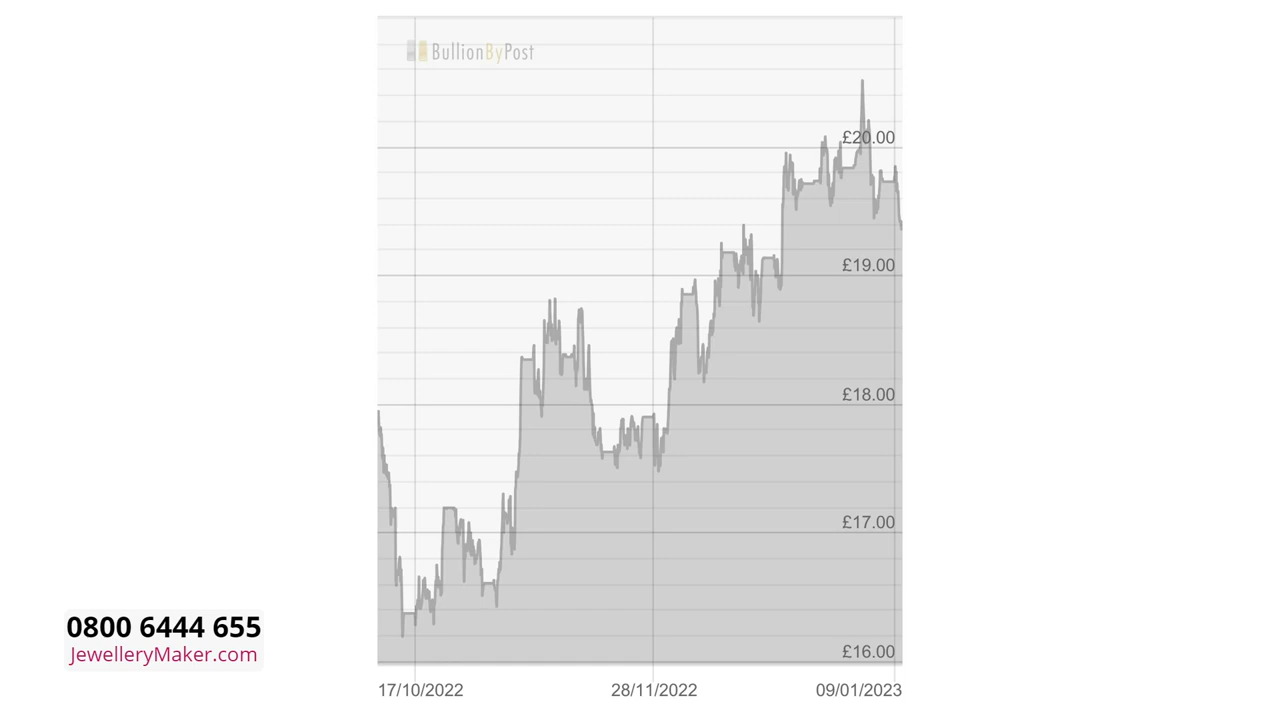 BullionByPost
£20.00
£19.00
£18.00
£17.00
£16.00
17/10/2022 28/11/2022 09/01/2023
0800 6444 655
JewelleryMaker.com